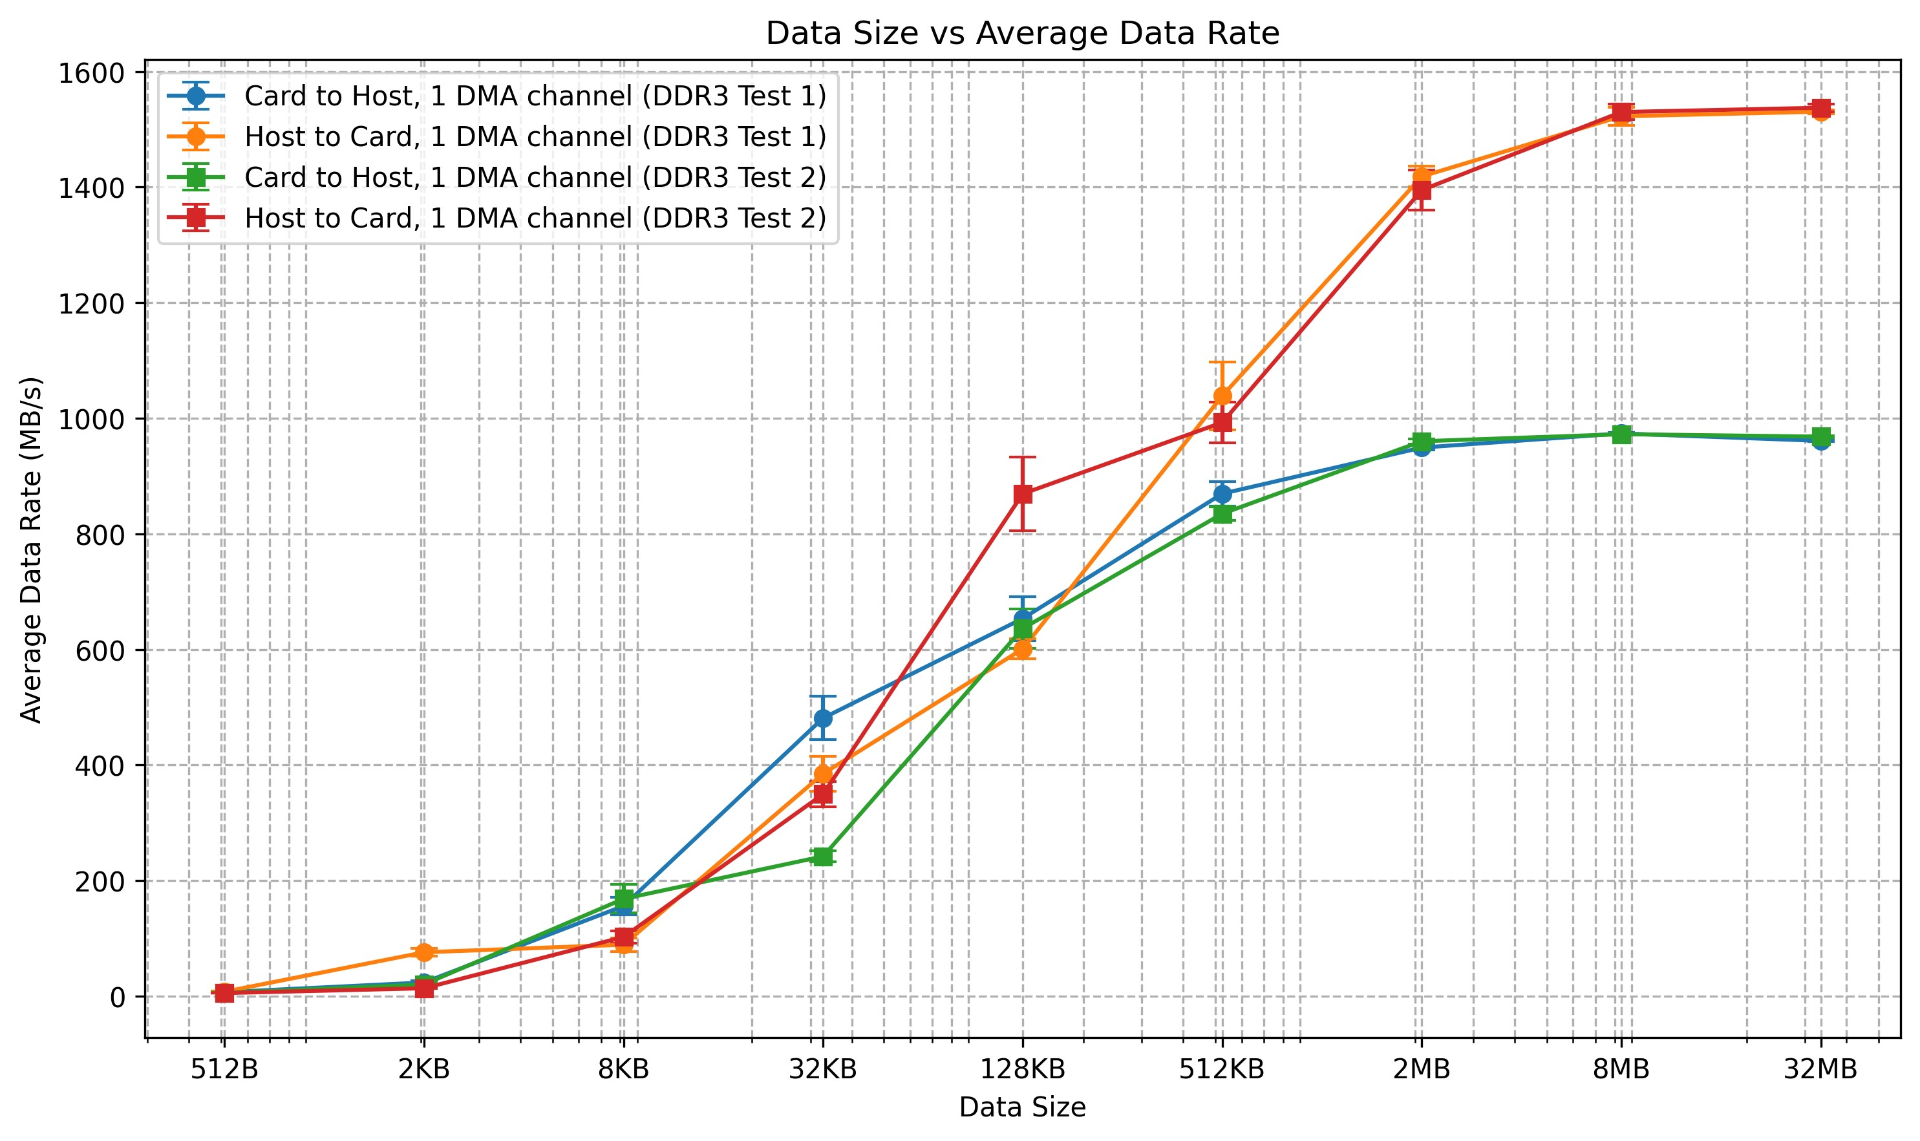 Data Size vs Average Data Rate
Card to Host, 1 DMA channel (DDR3 Test 1)
Host to Card, 1 DMA channel (DDR3 Test 1)
Card to Host, 1 DMA channel (DDR3 Test 2)
Host to Card, 1 DMA channel (DDR3 Test 2)
Average Data Rate (MB/s)
1600
1400
1200
1000
800
600
400
200
0
512B 2KB 8KB 32KB 128KB 512KB 2MB 8MB 32MB
Data Size